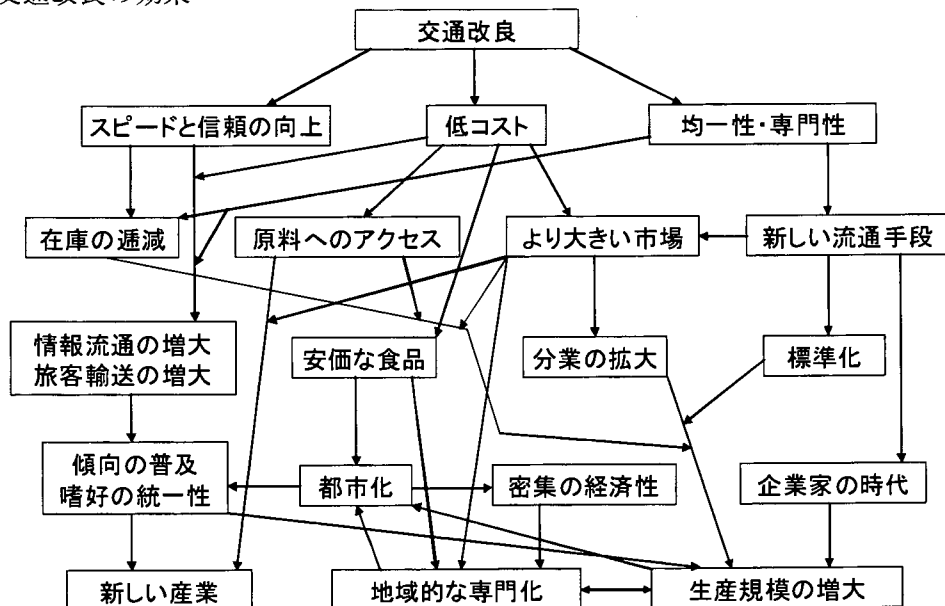 交通改良の効果
交通改良
スピードと信頼の向上
低コスト
均一性・専門性
在庫の逓減
原料へのアクセス
より大きい市場
新しい流通手段
情報流通の増大
旅客輸送の増大
安価な食品
分業の拡大
標準化
傾向の普及
嗜好の統一性
都市化
密集の経済性
企業家の時代
新しい産業
地域的な専門化
生産規模の増大